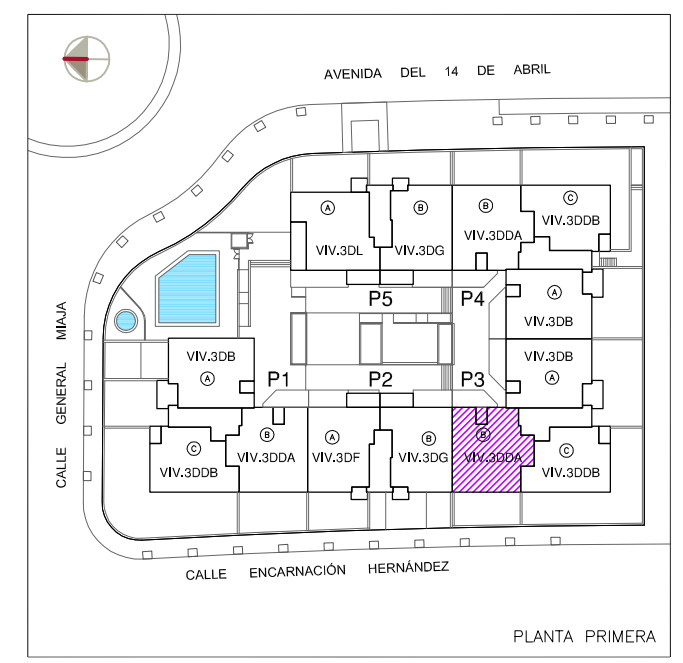 AVENIDA DEL 14 DE ABRIL
A
VIV.3DL
B
VIV.3DG
B
VIV.3DDA
C
VIV.3DDB
P5
P4
A
VIV.3DB
CALLE GENERAL MIAJA
VIV.3DB
A
P1
P2
P3
VIV.3DB
A
C
VIV.3DDB
B
VIV.3DDA
A
VIV.3DF
B
VIV.3DG
B
VIV.3DDA
C
VIV.3DDB
CALLE ENCARNACIÓN HERNÁNDEZ
PLANTA PRIMERA